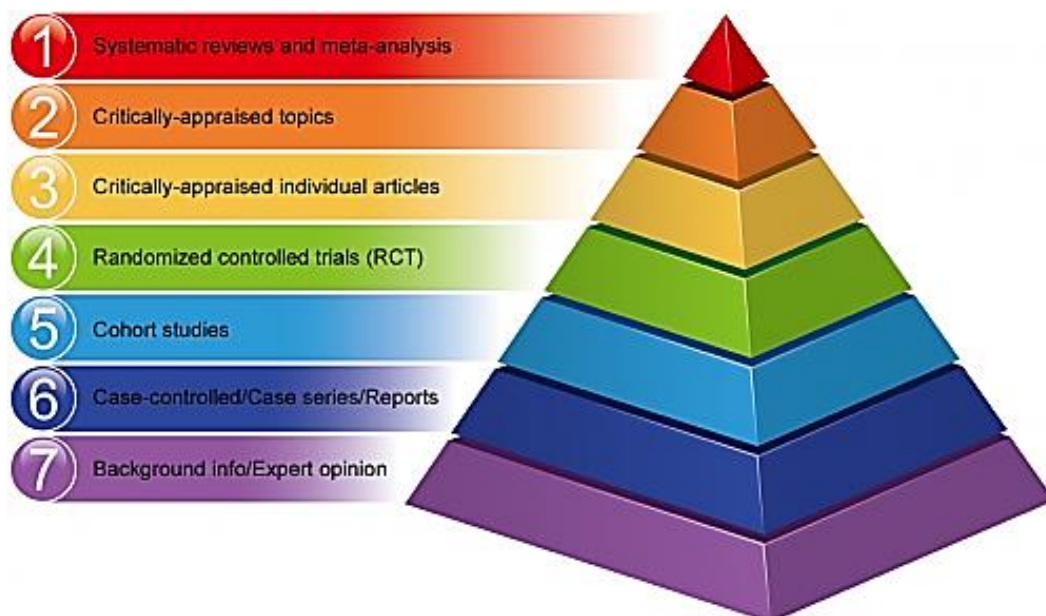 1 Systematic reviews and meta-analysis
2 Critically-appraised topics
3 Critically-appraised individual articles
4 Randomized controlled trials (RCT)
5 Cohort studies
6 Case-controlled/Case series/Reports
7 Background info/Expert opinion